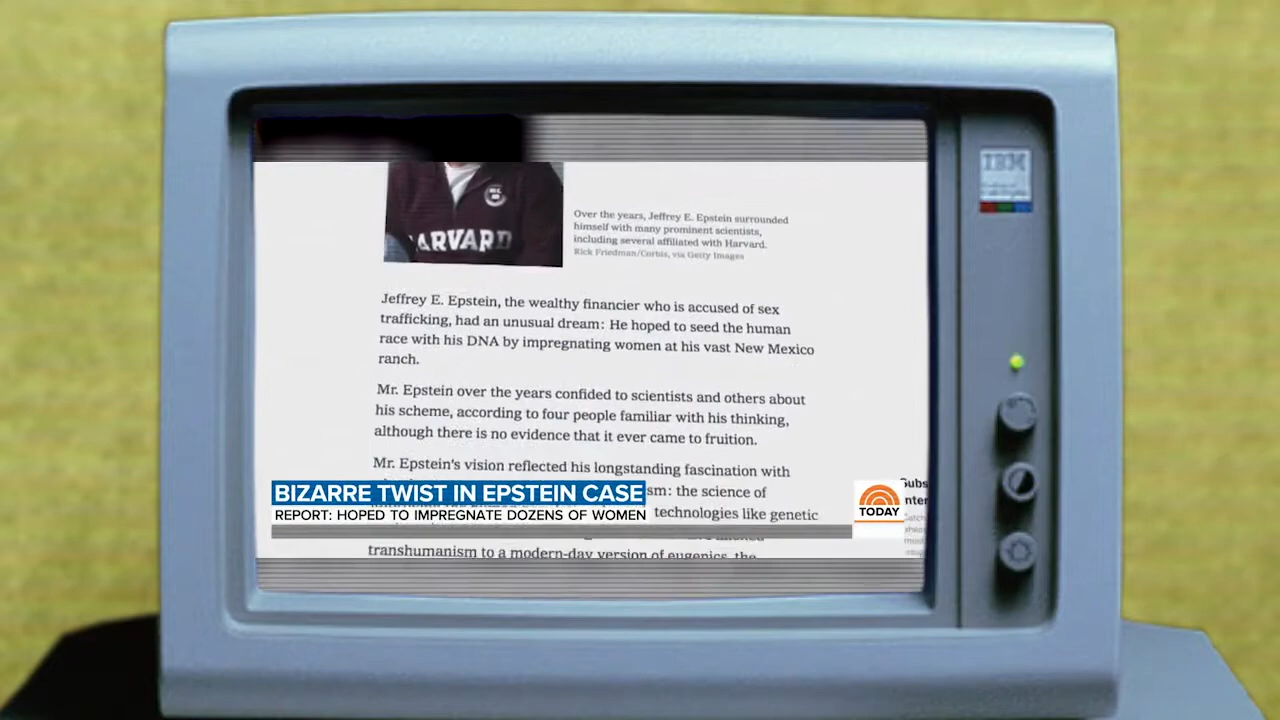 IBM
HARVARD
Over the years, Jeffrey E. Epstein surrounded
himself with many prominent scientists,
including several affiliated with Harvard.
Rick Friedman/Corbis, via Getty Images
Jeffrey E. Epstein, the wealthy financier who is accused of sex
trafficking, had an unusual dream: He hoped to seed the human
race with his DNA by impregnating women at his vast New Mexico
ranch.
Mr. Epstein over the years confided to scientists and others about
his scheme, according to four people familiar with his thinking,
although there is no evidence that it ever came to fruition.
Mr. Epstein's vision reflected his longstanding fascination with
sm: the science of
technologies like genetic
transhumanism to a modern-day version of eugenics, the
BIZARRE TWIST IN EPSTEIN CASE
REPORT: HOPED TO IMPREGNATE DOZENS OF WOMEN
TODAY
Subs